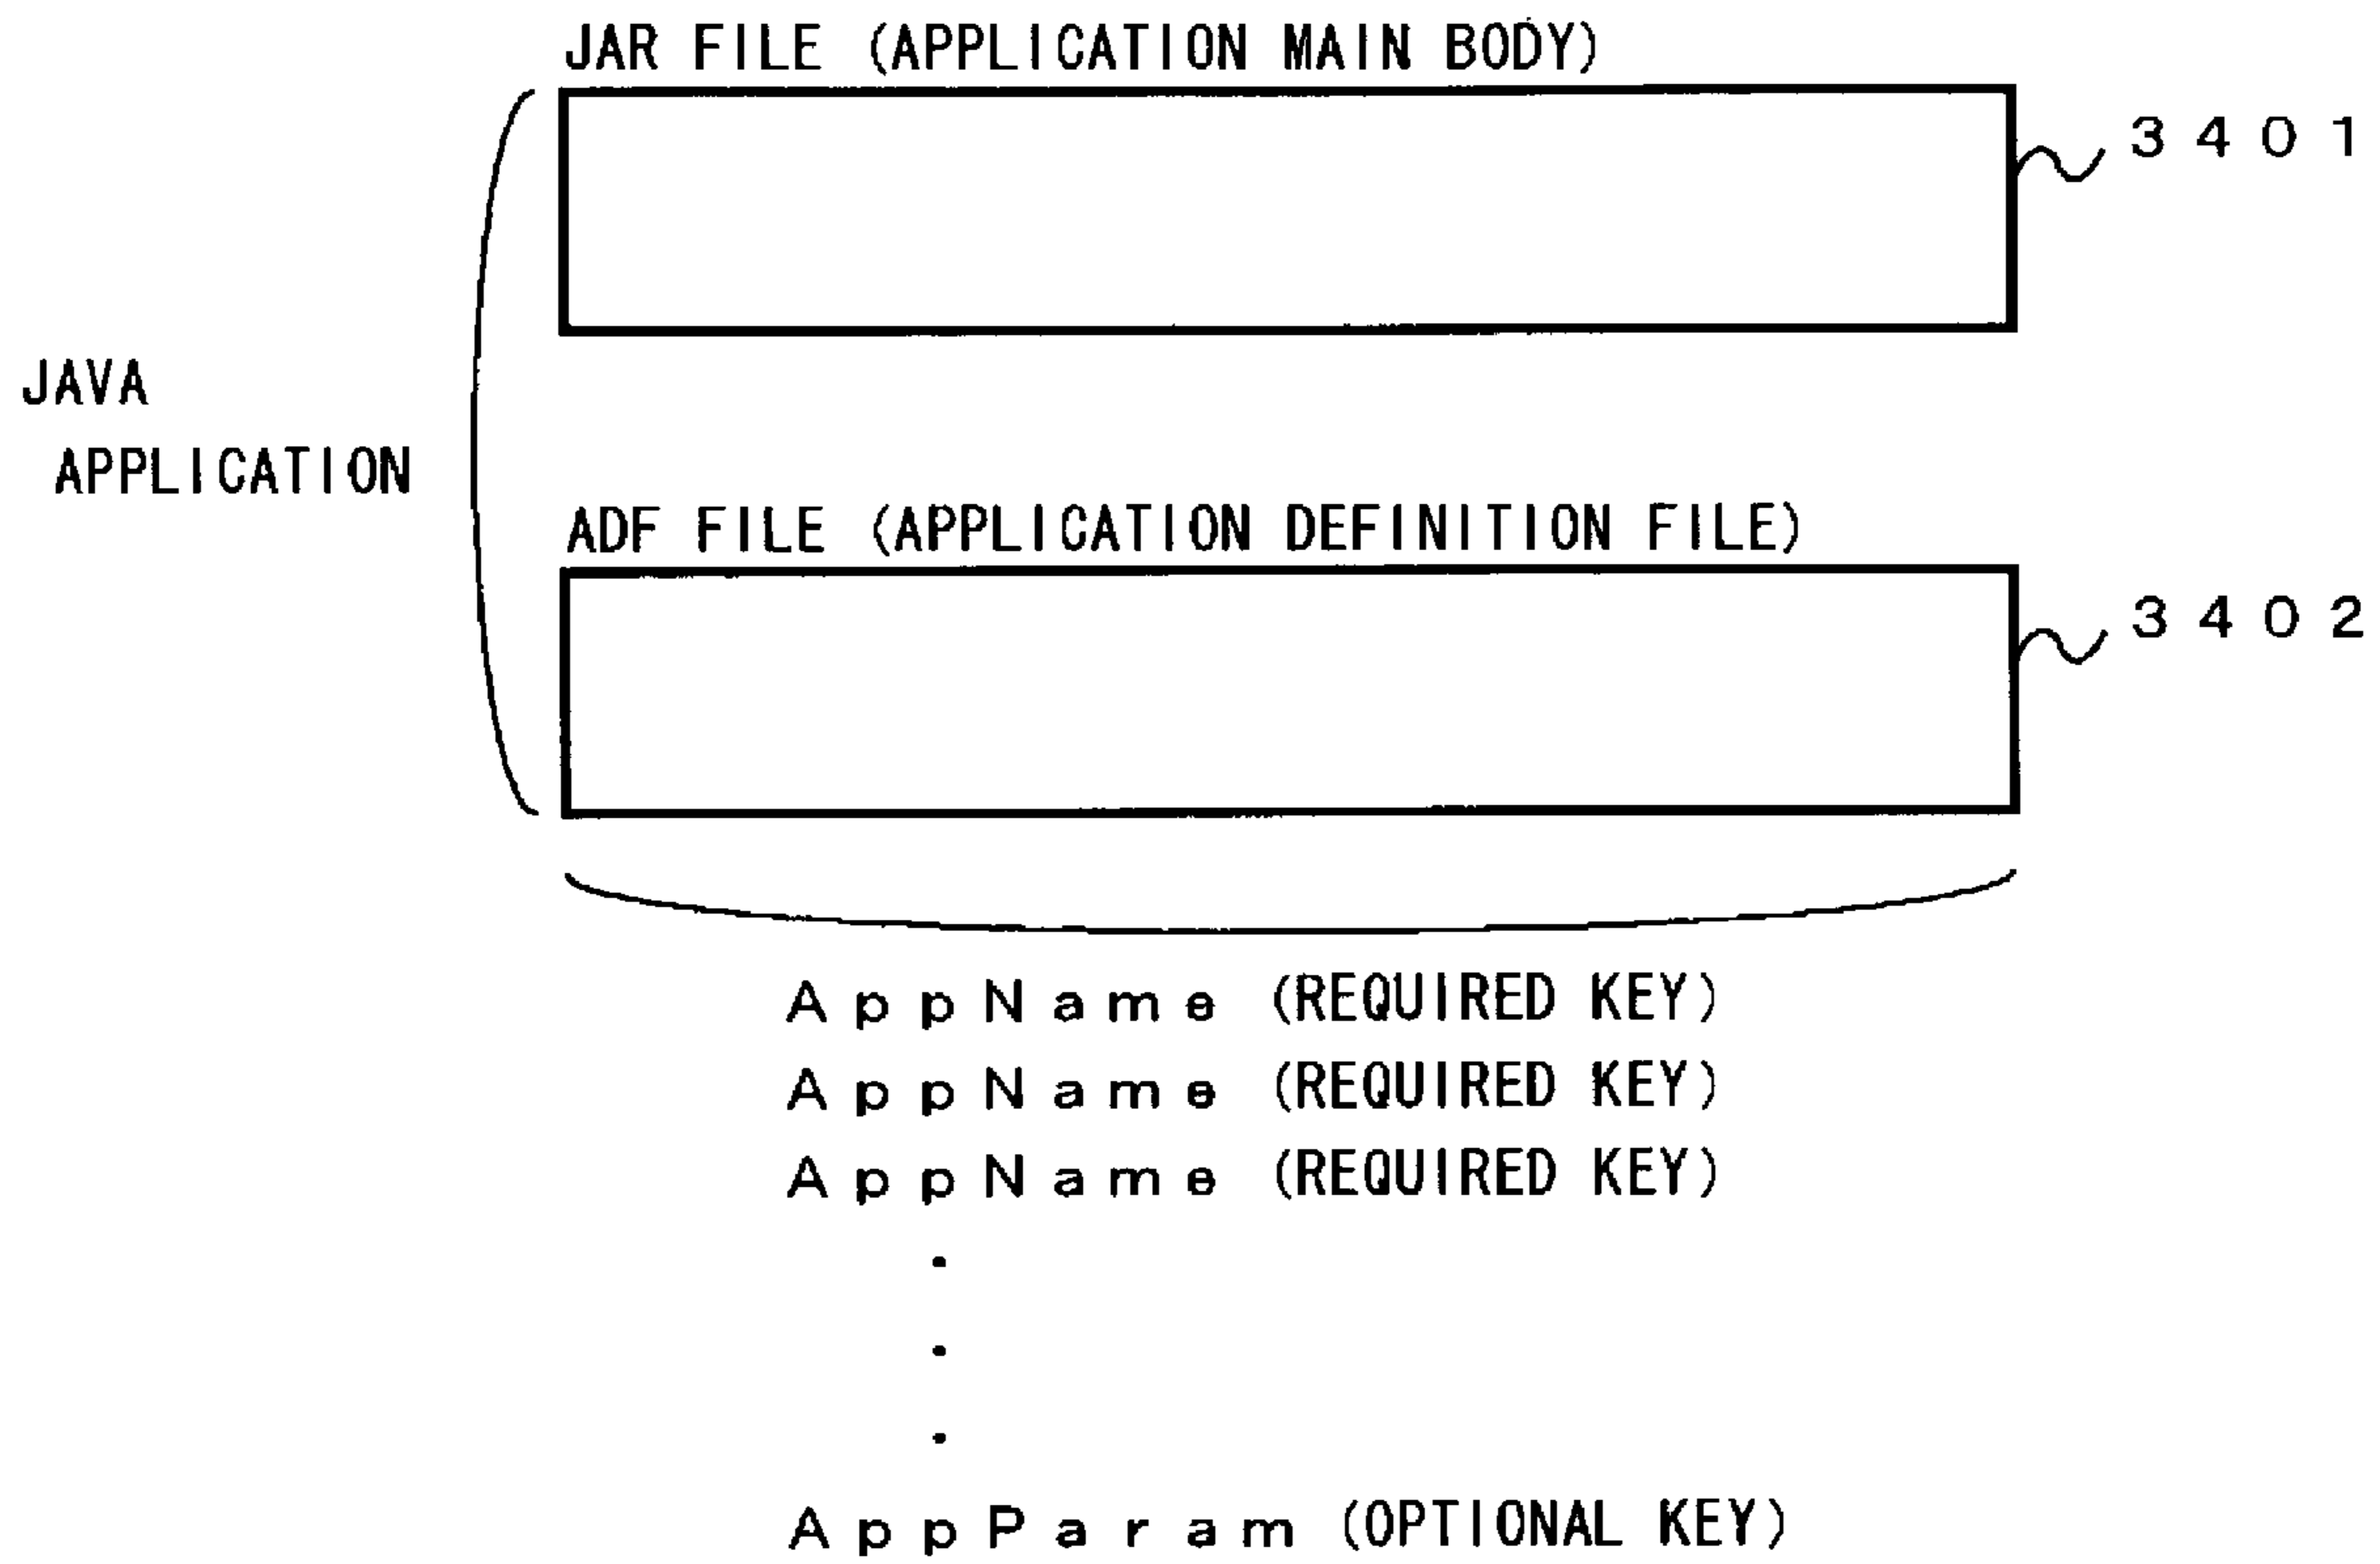 JAR FILE (APPLICATION MAIN BODY)
3401
JAVA
APPLICATION
ADF FILE (APPLICATION DEFINITION FILE)
3402
AppName (REQUIRED KEY)
AppName (REQUIRED KEY)
AppName (REQUIRED KEY)
.
.
.
AppParam (OPTIONAL KEY)